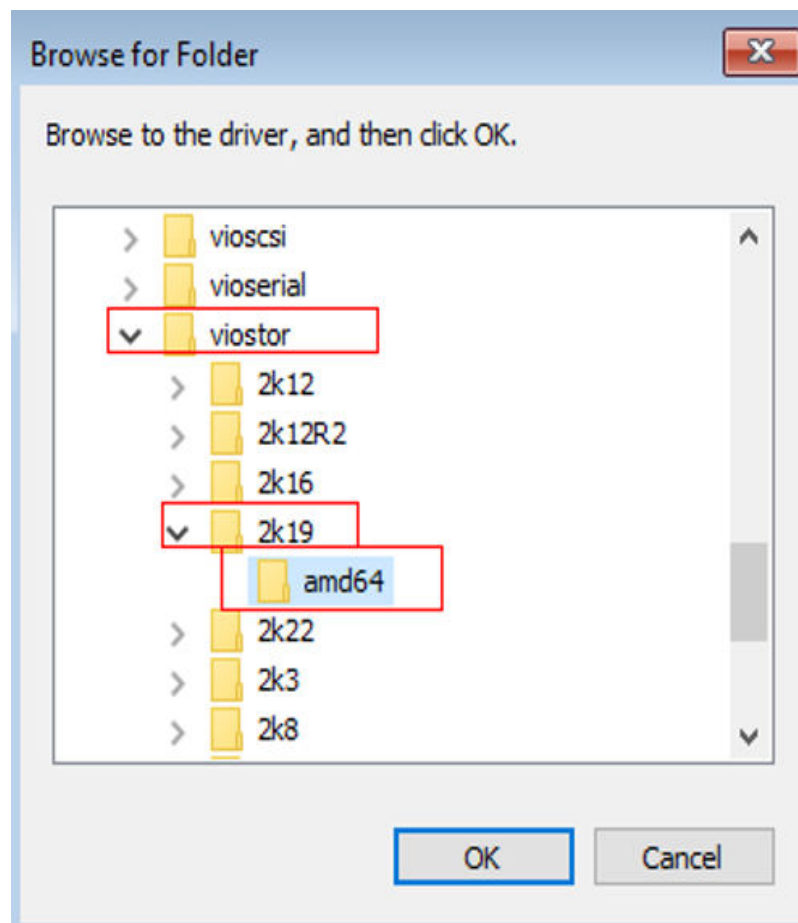 Browse for Folder
Browse to the driver, and then click OK.
vioscsi
vioserial
viostor
2k12
2k12R2
2k16
2k19
amd64
2k22
2k3
2k8
OK Cancel